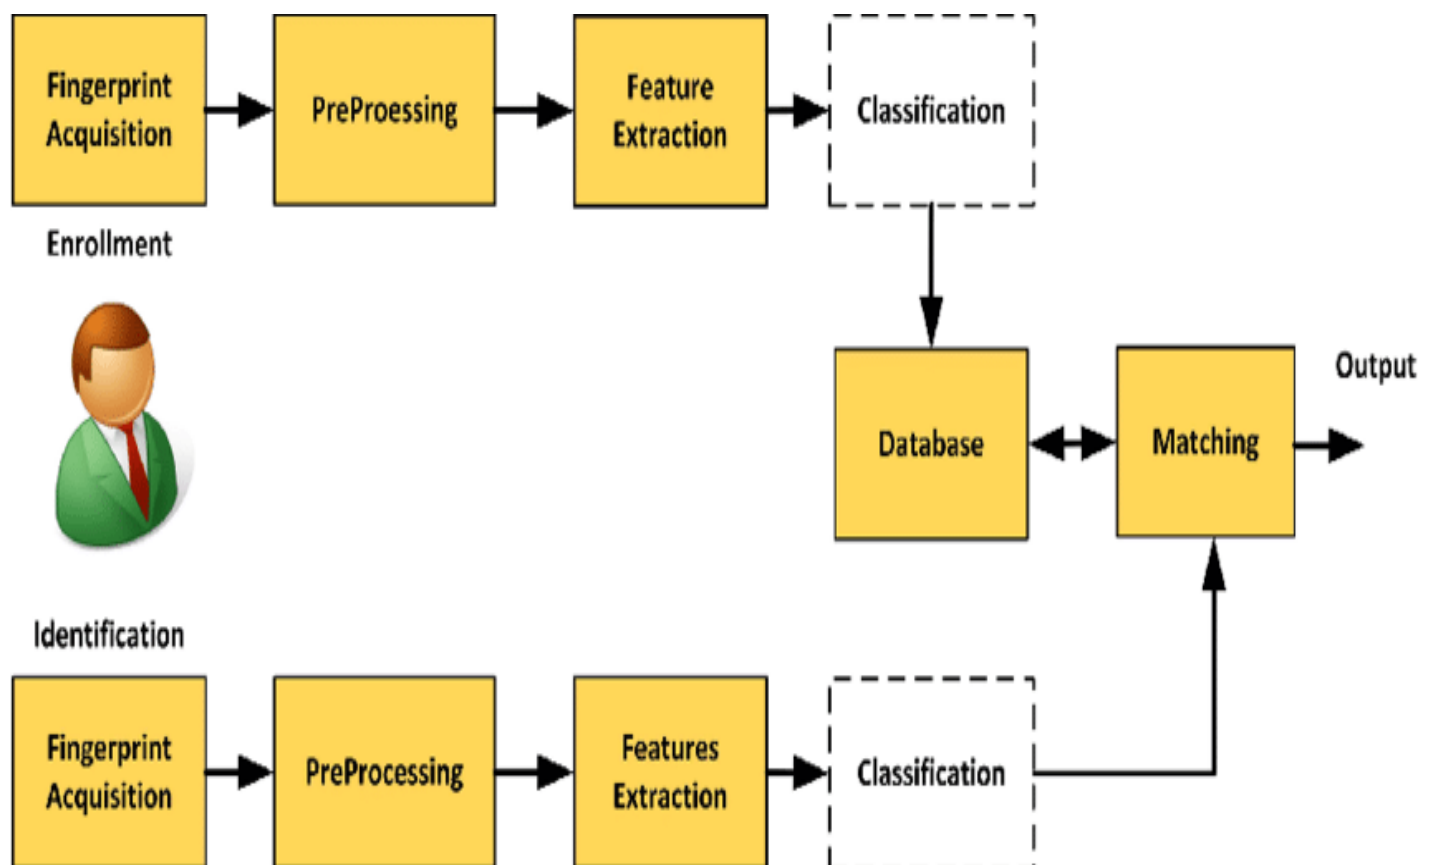 Fingerprint
Acquisition
PreProessing
Feature
Extraction
Classification
Enrollment
Database
Matching
Output
Identification
Fingerprint
Acquisition
PreProcessing
Features
Extraction
Classification